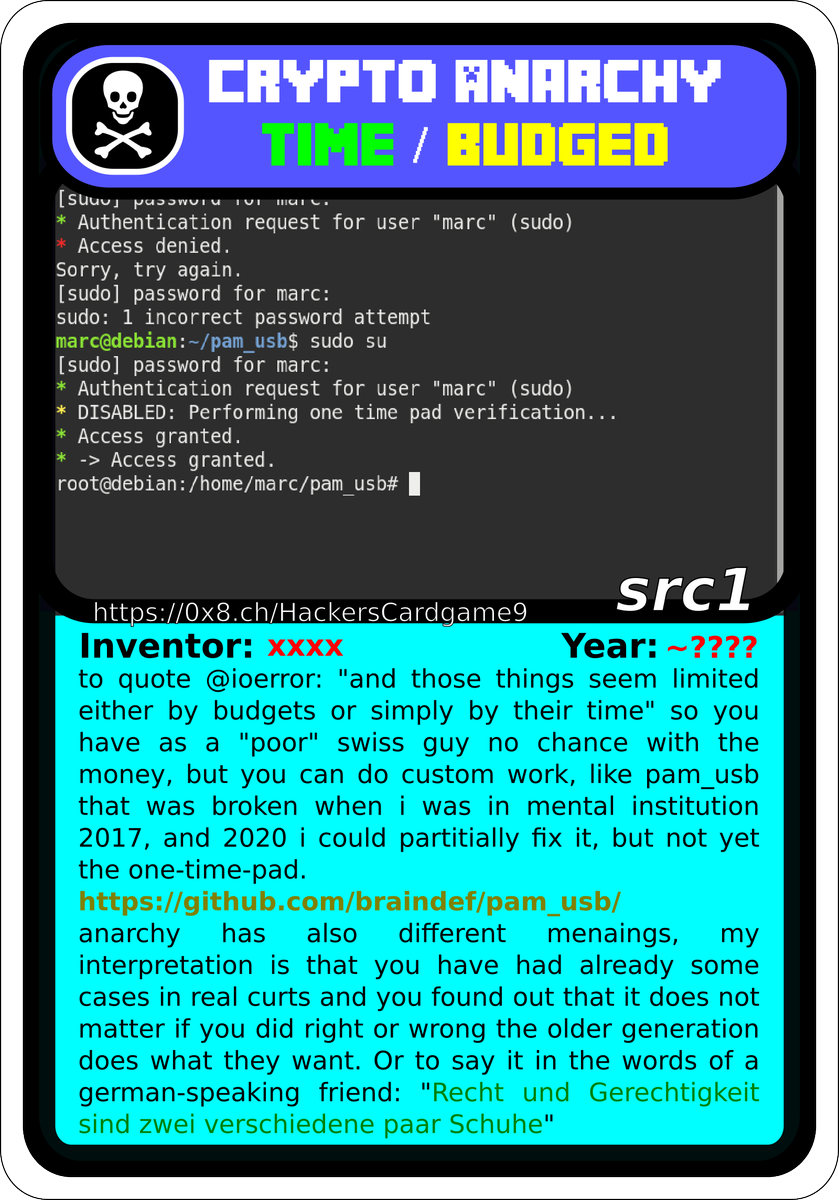 CRYPTO ANARCHY
TIME / BUDGED
[sudo] password for marc:
* Authentication request for user "marc" (sudo)
* Access denied.
Sorry, try again.
[sudo] password for marc:
sudo: 1 incorrect password attempt
marc@debian:~/pam_usb$ sudo su
[sudo] password for marc:
* Authentication request for user "marc" (sudo)
* DISABLED: Performing one time pad verification...
* Access granted.
* -> Access granted.
root@debian:/home/marc/pam_usb#
src1
https://0x8.ch/HackersCardgame9
Inventor: xxxx Year: ~????
to quote @ioerror: "and those things seem limited
either by budgets or simply by their time" so you
have as a "poor" swiss guy no chance with the
money, but you can do custom work, like pam_usb
that was broken when i was in mental institution
2017, and 2020 i could partitially fix it, but not yet
the one-time-pad.
https://github.com/braindef/pam_usb/
anarchy has also different menaings, my
interpretation is that you have had already some
cases in real curts and you found out that it does not
matter if you did right or wrong the older generation
does what they want. Or to say it in the words of a
german-speaking friend: "Recht und Gerechtigkeit
sind zwei verschiedene paar Schuhe"